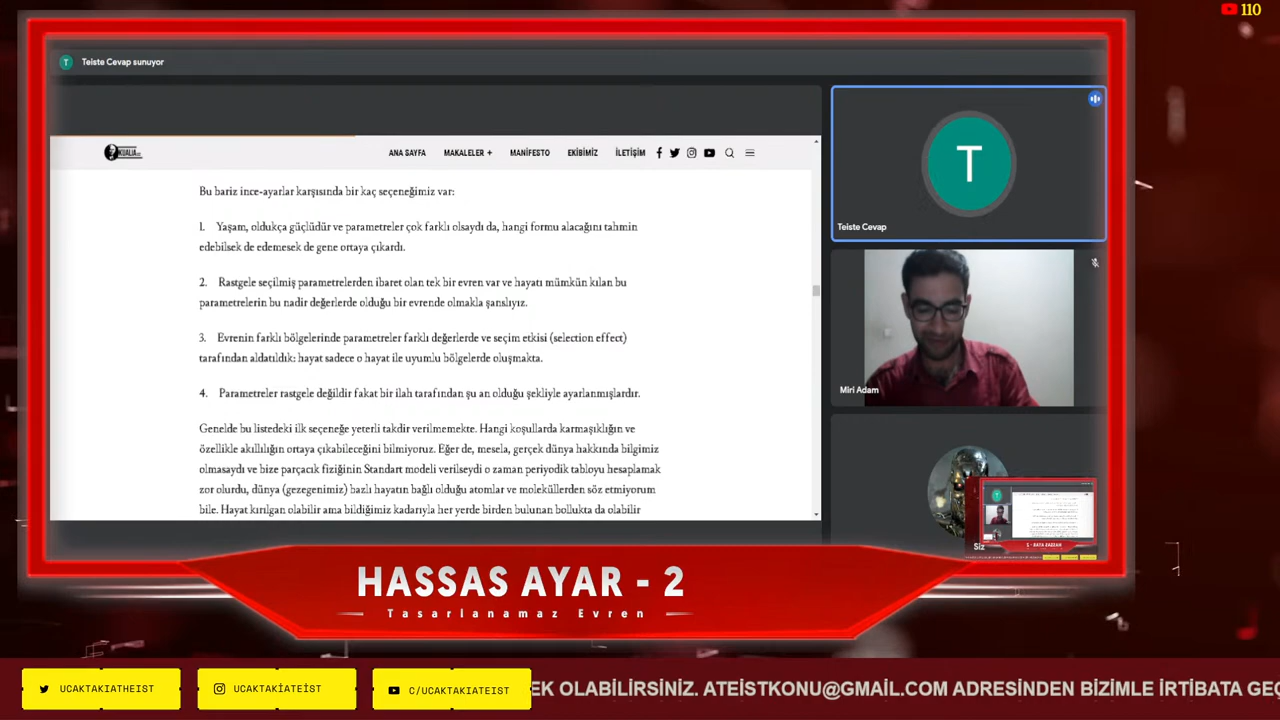 110
T Teiste Cevap sunuyor
KUALIA
ANA SAYFA MAKALELER + MANİFESTO EKİBİMİZ İLETİŞİM
Bu bariz ince-ayarlar karşısında bir kaç seçeneğimiz var:
1. Yaşam, oldukça güçlüdür ve parametreler çok farklı olsaydı da, hangi formu alacağını tahmin
edebilsek de edemesek de gene ortaya çıkardı.
2. Rastgele seçilmiş parametrelerden ibaret olan tek bir evren var ve hayatı mümkün kılan bu
parametrelerin bu nadir değerlerde olduğu bir evrende olmakla şanslıyız.
3. Evrenin farklı bölgelerinde parametreler farklı değerlerde ve seçim etkisi (selection effect)
tarafından aldatıldık: hayat sadece o hayat ile uyumlu bölgelerde oluşmakta.
4. Parametreler rastgele değildir fakat bir ilah tarafından şu an olduğu şekliyle ayarlanmışlardır.
Genelde bu listedeki ilk seçeneğe yeterli takdir verilmemekte. Hangi koşullarda karmaşıklığın ve
özellikle akıllılığın ortaya çıkabileceğini bilmiyoruz. Eğer de, mesela, gerçek dünya hakkında bilgimiz
olmasaydı ve bize parçacık fiziğinin Standart modeli verilseydi o zaman periyodik tabloyu hesaplamak
zor olurdu, dünya (gezegenimiz) bazlı hayatın bağlı olduğu atomlar ve moleküllerden söz etmiyorum
bile. Hayat kırılgan olabilir ama bildiğimiz kadarıyla her yerde birden bulunan bollukta da olabilir
T
Teiste Cevap
Miri Adam
Siz
HASSAS AYAR - 2
Tasarlanamaz Evren
UCAKTAKIATHEIST
UCAKTAKİATEİST
C/UCAKTAKIATEIST
EK OLABİLİRSİNİZ. ATEISTKONU@GMAİL.COM ADRESİNDEN BİZİMLE İRTİBATA GEÇ